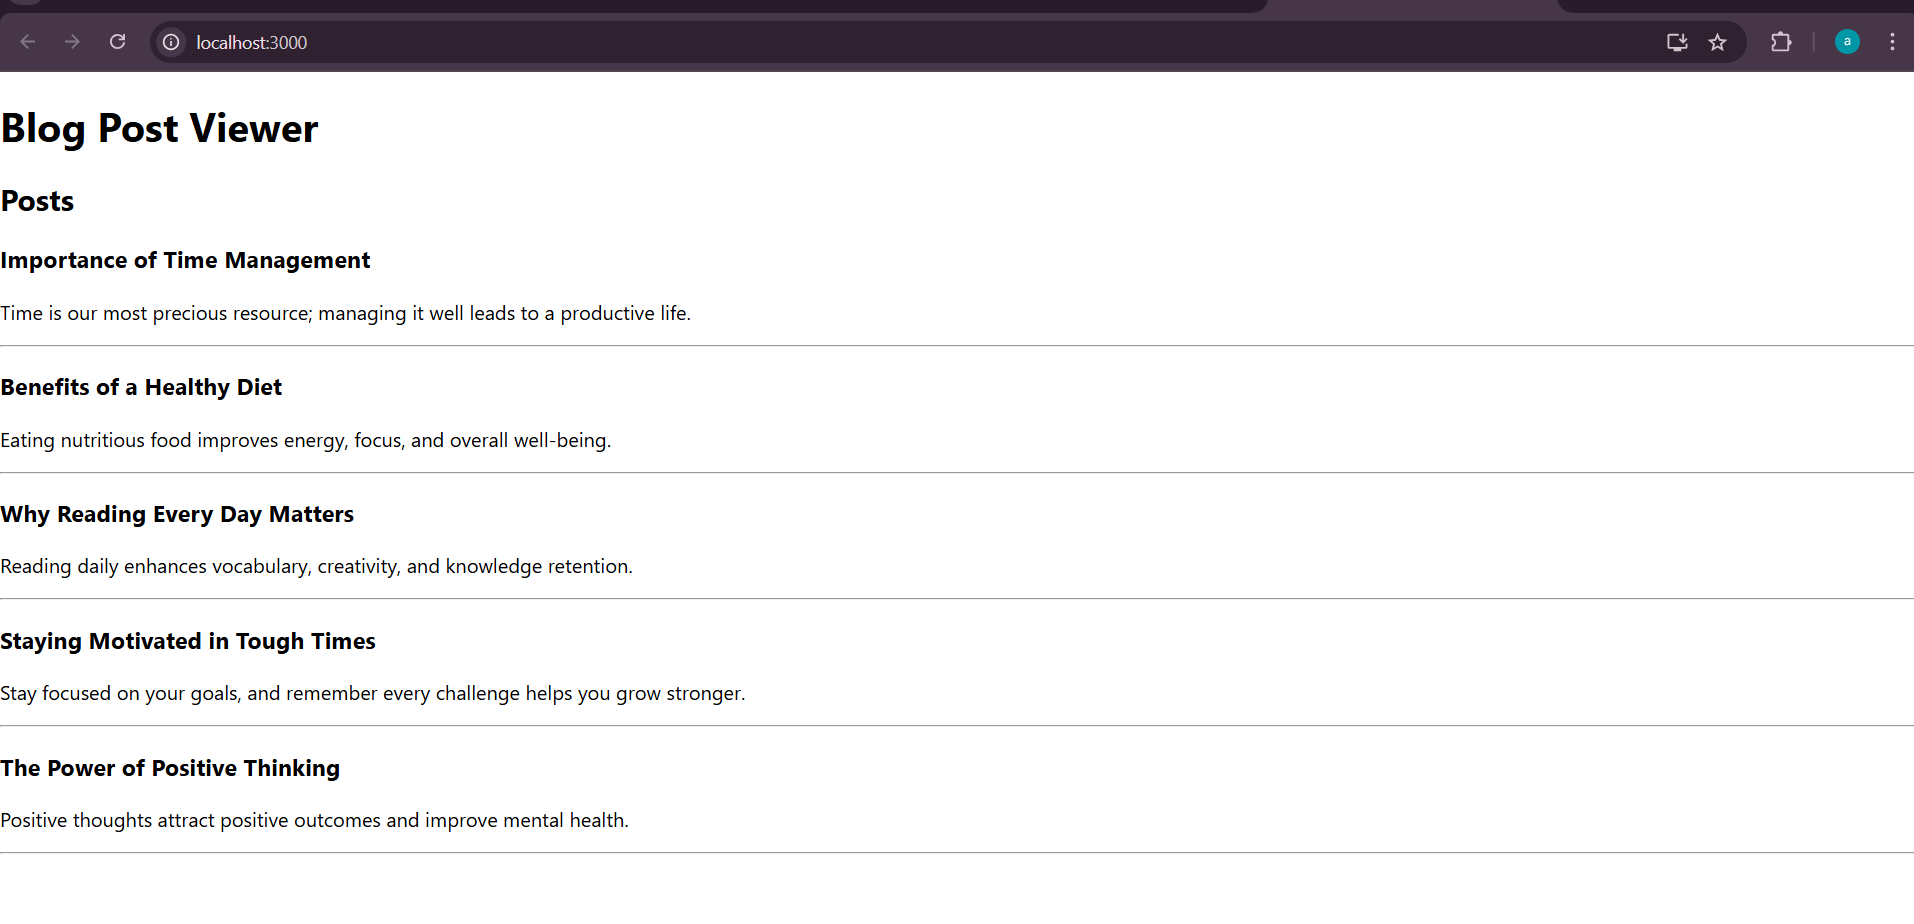 localhost:3000
a
Blog Post Viewer
Posts
Importance of Time Management
Time is our most precious resource; managing it well leads to a productive life.
Benefits of a Healthy Diet
Eating nutritious food improves energy, focus, and overall well-being.
Why Reading Every Day Matters
Reading daily enhances vocabulary, creativity, and knowledge retention.
Staying Motivated in Tough Times
Stay focused on your goals, and remember every challenge helps you grow stronger.
The Power of Positive Thinking
Positive thoughts attract positive outcomes and improve mental health.